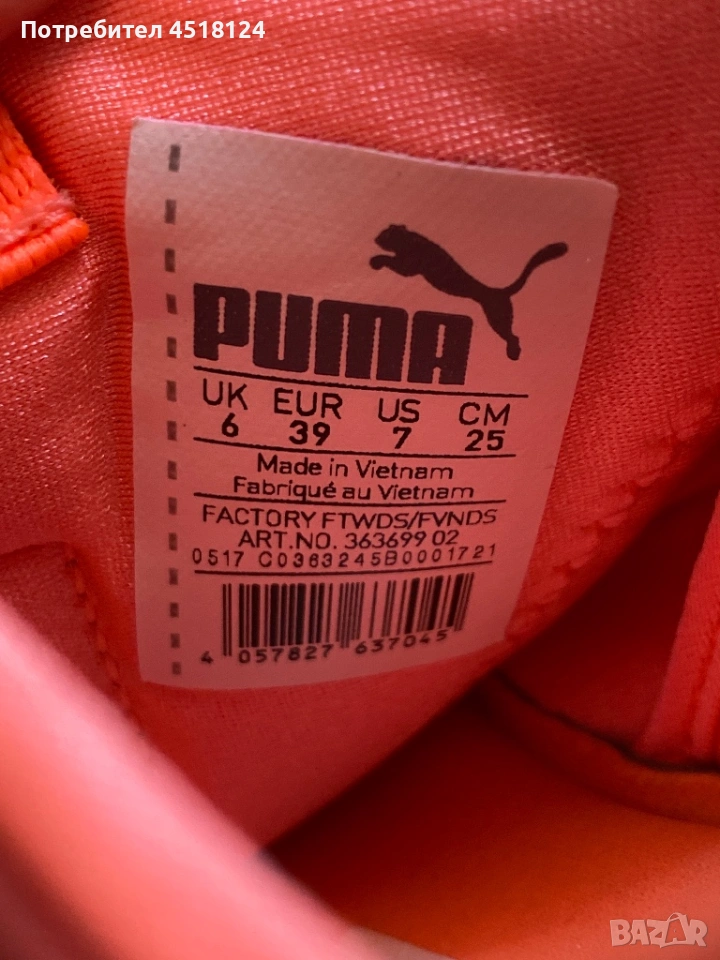 Потребител 4518124
PUMA
UK EUR US CM
6 39 7 25
Made in Vietnam
Fabriqué au Vietnam
FACTORY FTWDS/FVNDS
ART.NO. 363699 02
0517 C0363245B0001721
4 057827 637045
BAZAR